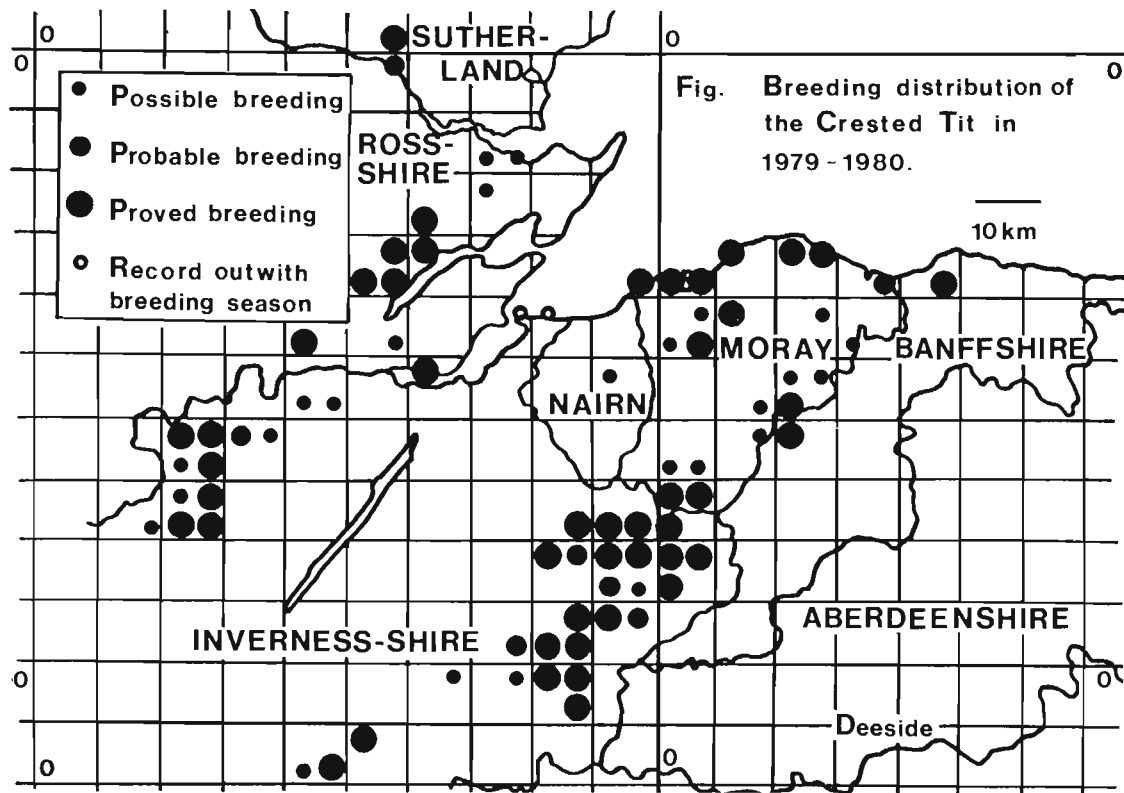 0
0
SUTHER-
LAND
0
0
Fig. Breeding distribution of
the Crested Tit in
1979-1980.
Possible breeding
Probable breeding
Proved breeding
Record outwith
breeding season
ROSS-
SHIRE
10 km
MORAY
BANFFSHIRE
NAIRN
INVERNESS-SHIRE
ABERDEENSHIRE
0
0
Deeside
0
0